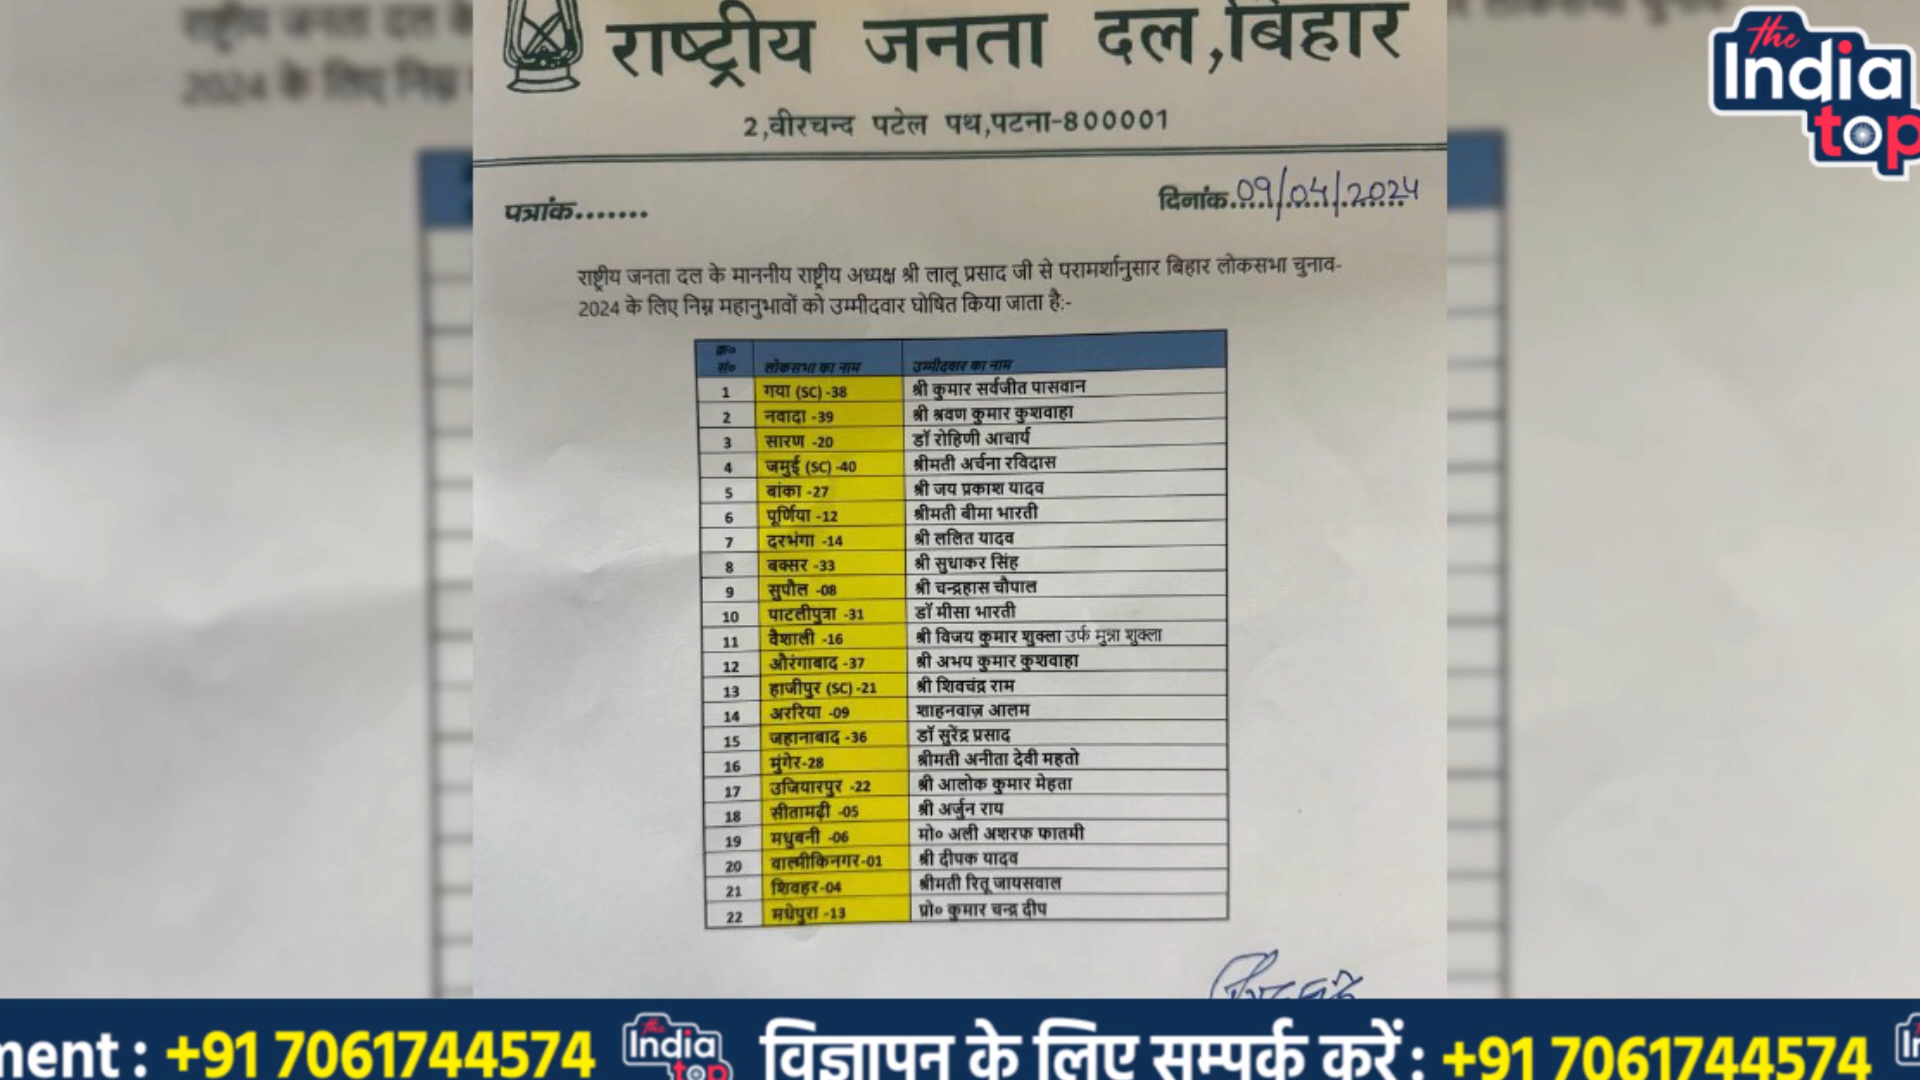 राष्ट्रीय जनता दल,बिहार
2,वीरचन्द पटेल पथ,पटना-800001
the India top
पत्रांक.......
दिनांक.09/04/2024
राष्ट्रीय जनता दल के माननीय राष्ट्रीय अध्यक्ष श्री लालू प्रसाद जी से परामर्शानुसार बिहार लोकसभा चुनाव-
2024 के लिए निम्न महानुभावों को उम्मीदवार घोषित किया जाता है:-
क्र० सं० लोकसभा का नाम उम्मीदवार का नाम
1 गया (SC) -38 श्री कुमार सर्वजीत पासवान
2 नवादा -39 श्री श्रवण कुमार कुशवाहा
3 सारण -20 डॉ रोहिणी आचार्य
4 जमुई (SC) -40 श्रीमती अर्चना रविदास
5 बांका -27 श्री जय प्रकाश यादव
6 पूर्णिया -12 श्रीमती बीमा भारती
7 दरभंगा -14 श्री ललित यादव
8 बक्सर -33 श्री सुधाकर सिंह
9 सुपौल -08 श्री चन्द्रहास चौपाल
10 पाटलीपुत्रा -31 डॉ मीसा भारती
11 वैशाली -16 श्री विजय कुमार शुक्ला उर्फ मुन्ना शुक्ला
12 औरंगाबाद -37 श्री अभय कुमार कुशवाहा
13 हाजीपुर (SC) -21 श्री शिवचंद्र राम
14 अररिया -09 शाहनवाज़ आलम
15 जहानाबाद -36 डॉ सुरेंद्र प्रसाद
16 मुंगेर-28 श्रीमती अनीता देवी महतो
17 उजियारपुर -22 श्री आलोक कुमार मेहता
18 सीतामढ़ी -05 श्री अर्जुन राय
19 मधुबनी -06 मो० अली अशरफ फातमी
20 वाल्मीकिनगर-01 श्री दीपक यादव
21 शिवहर-04 श्रीमती रितू जायसवाल
22 मधेपुरा -13 प्रो० कुमार चन्द्र दीप
ment : +91 7061744574 the India top विज्ञापन के लिए सम्पर्क करें : +91 7061744574